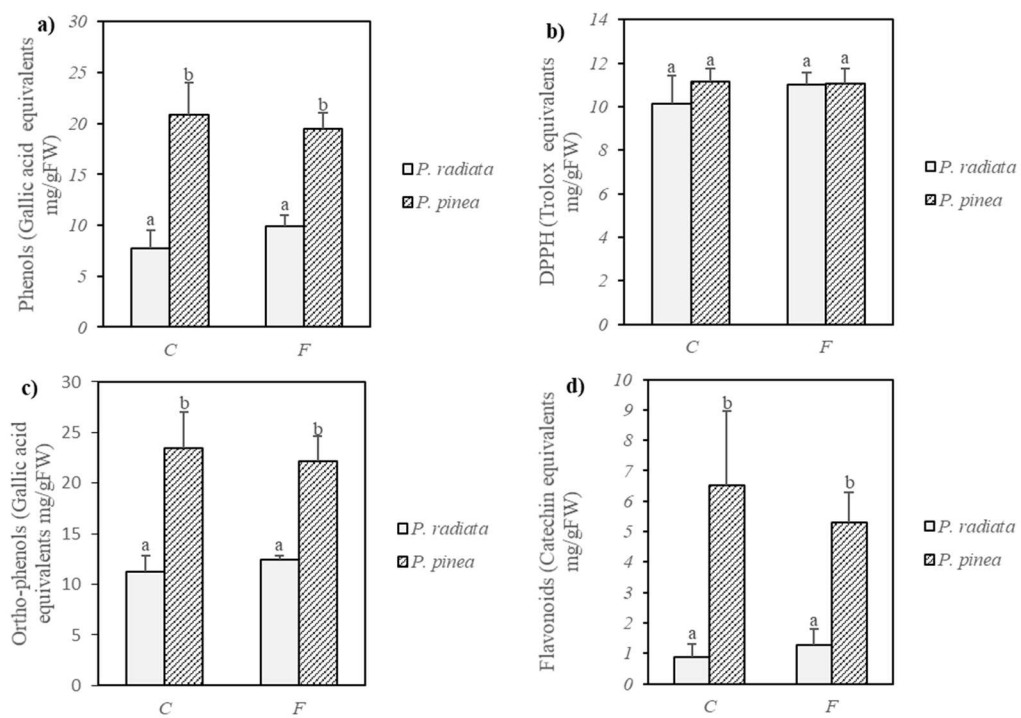 a)
Phenols (Gallic acid equivalents
mg/gFW)
30
25
20
15
10
5
0
a
b
a
b
C
F
P. radiata
P. pinea
b)
DPPH (Trolox equivalents
mg/gFW)
14
12
10
8
6
4
2
0
a
a
a
a
C
F
P. radiata
P. pinea
c)
Ortho-phenols (Gallic acid
equivalents mg/gFW)
30
25
20
15
10
5
0
a
b
a
b
C
F
P. radiata
P. pinea
d)
Flavonoids (Catechin equivalents
mg/gFW)
10
9
8
7
6
5
4
3
2
1
0
a
b
a
b
C
F
P. radiata
P. pinea